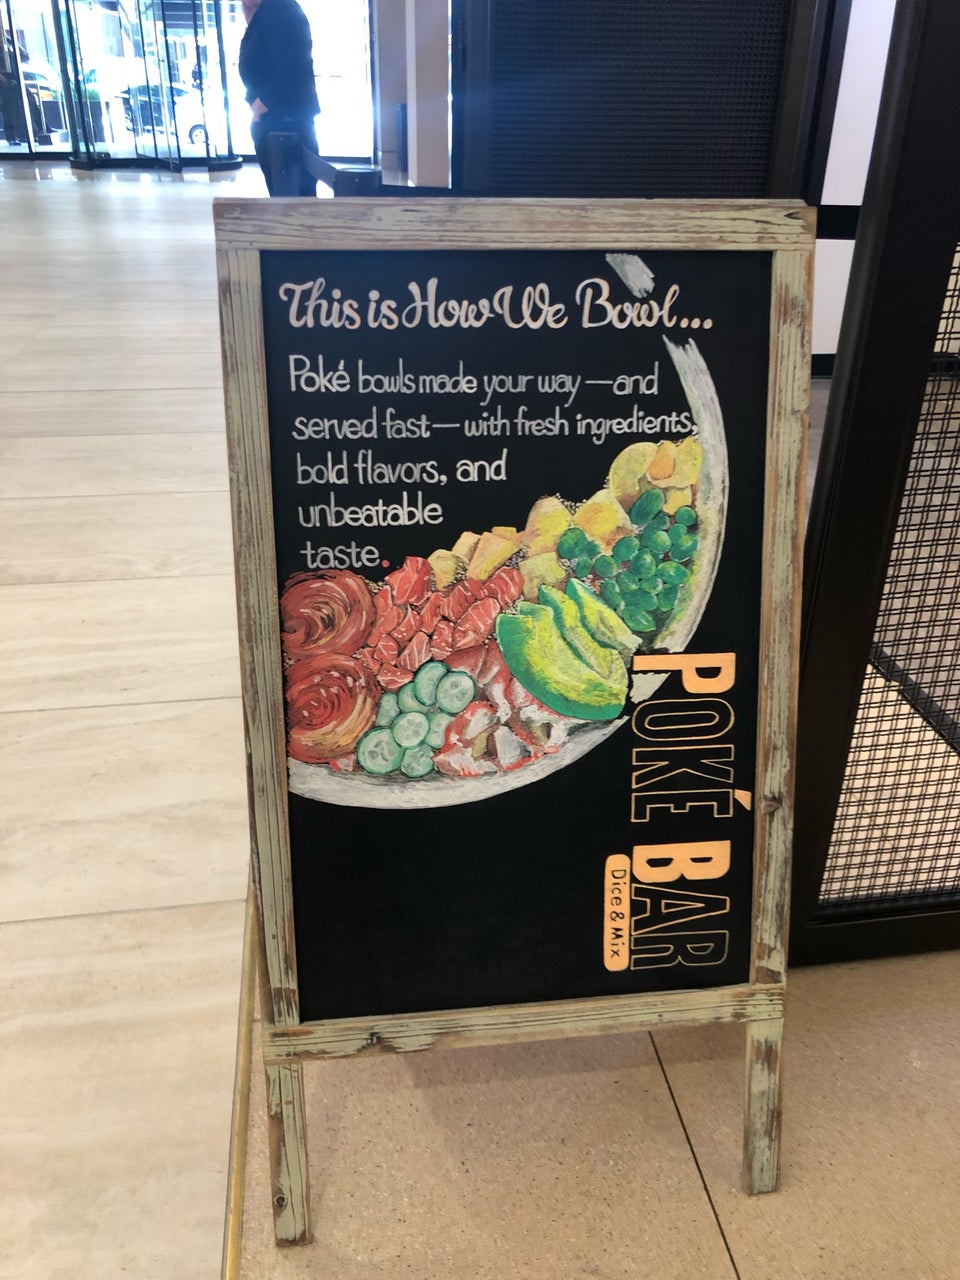 This is How We Bowl...
Poké bowls made your way — and
served fast — with fresh ingredients,
bold flavors, and
unbeatable
taste.
POKÉ BAR
Dice & Mix